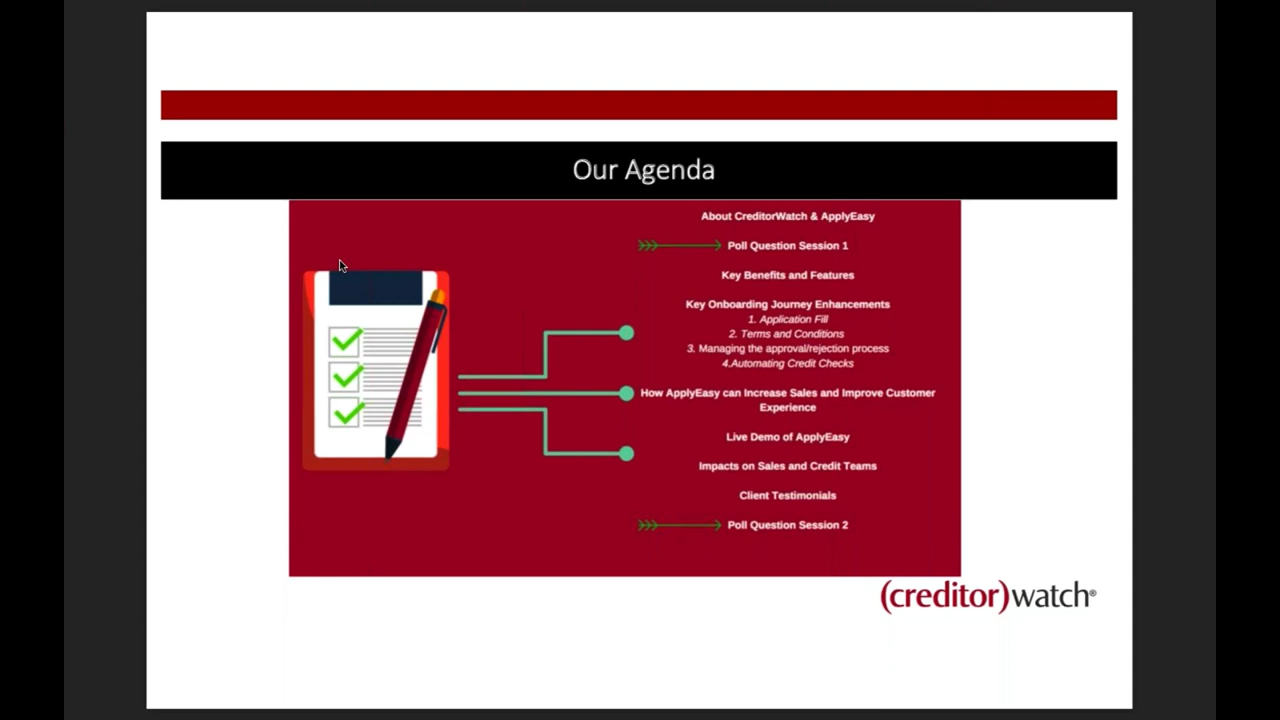 Our Agenda
About CreditorWatch & ApplyEasy
Poll Question Session 1
Key Benefits and Features
Key Onboarding Journey Enhancements
1. Application Fill
2. Terms and Conditions
3. Managing the approval/rejection process
4.Automating Credit Checks
How ApplyEasy can Increase Sales and Improve Customer
Experience
Live Demo of ApplyEasy
Impacts on Sales and Credit Teams
Client Testimonials
Poll Question Session 2
(creditor)watch®